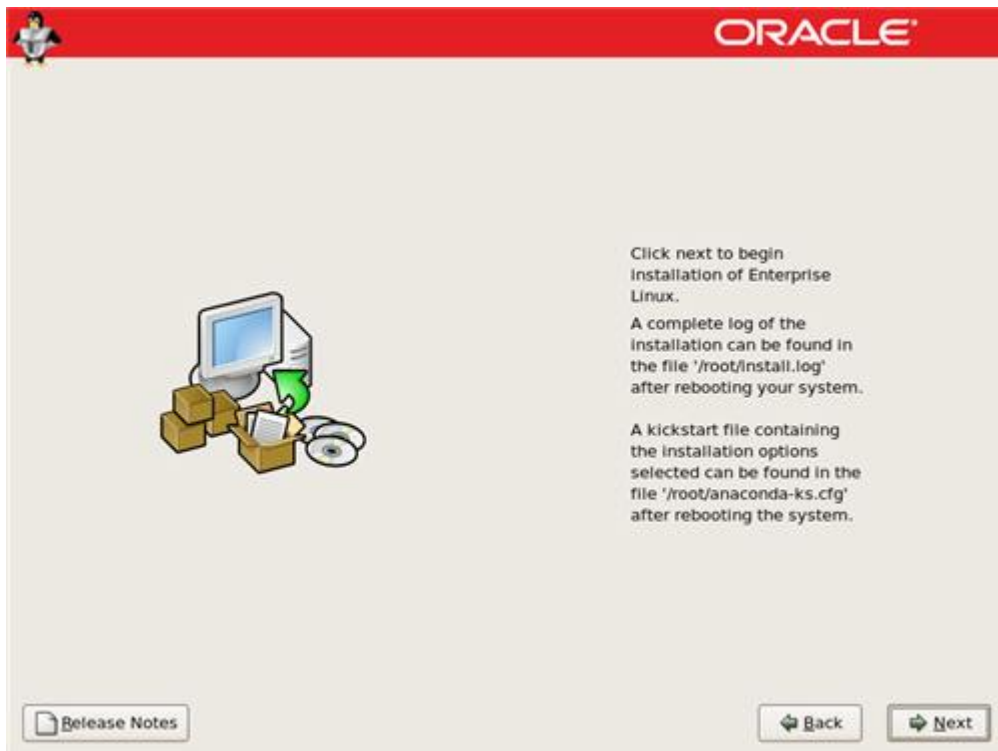 ORACLE
Click next to begin
installation of Enterprise
Linux.
A complete log of the
installation can be found in
the file '/root/install.log'
after rebooting your system.
A kickstart file containing
the installation options
selected can be found in the
file '/root/anaconda-ks.cfg'
after rebooting the system.
Release Notes
Back
Next